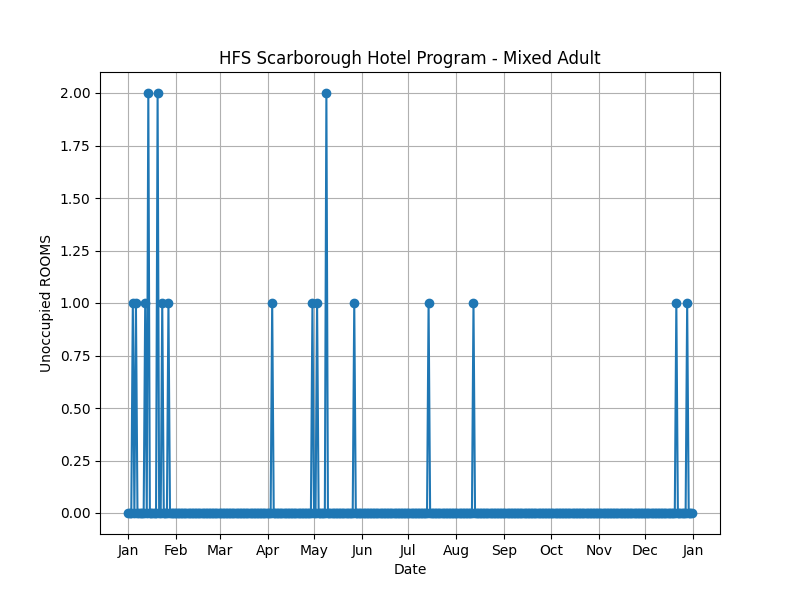 HFS Scarborough Hotel Program - Mixed Adult
Unoccupied ROOMS
2.00
1.75
1.50
1.25
1.00
0.75
0.50
0.25
0.00
Jan Feb Mar Apr May Jun Jul Aug Sep Oct Nov Dec Jan
Date